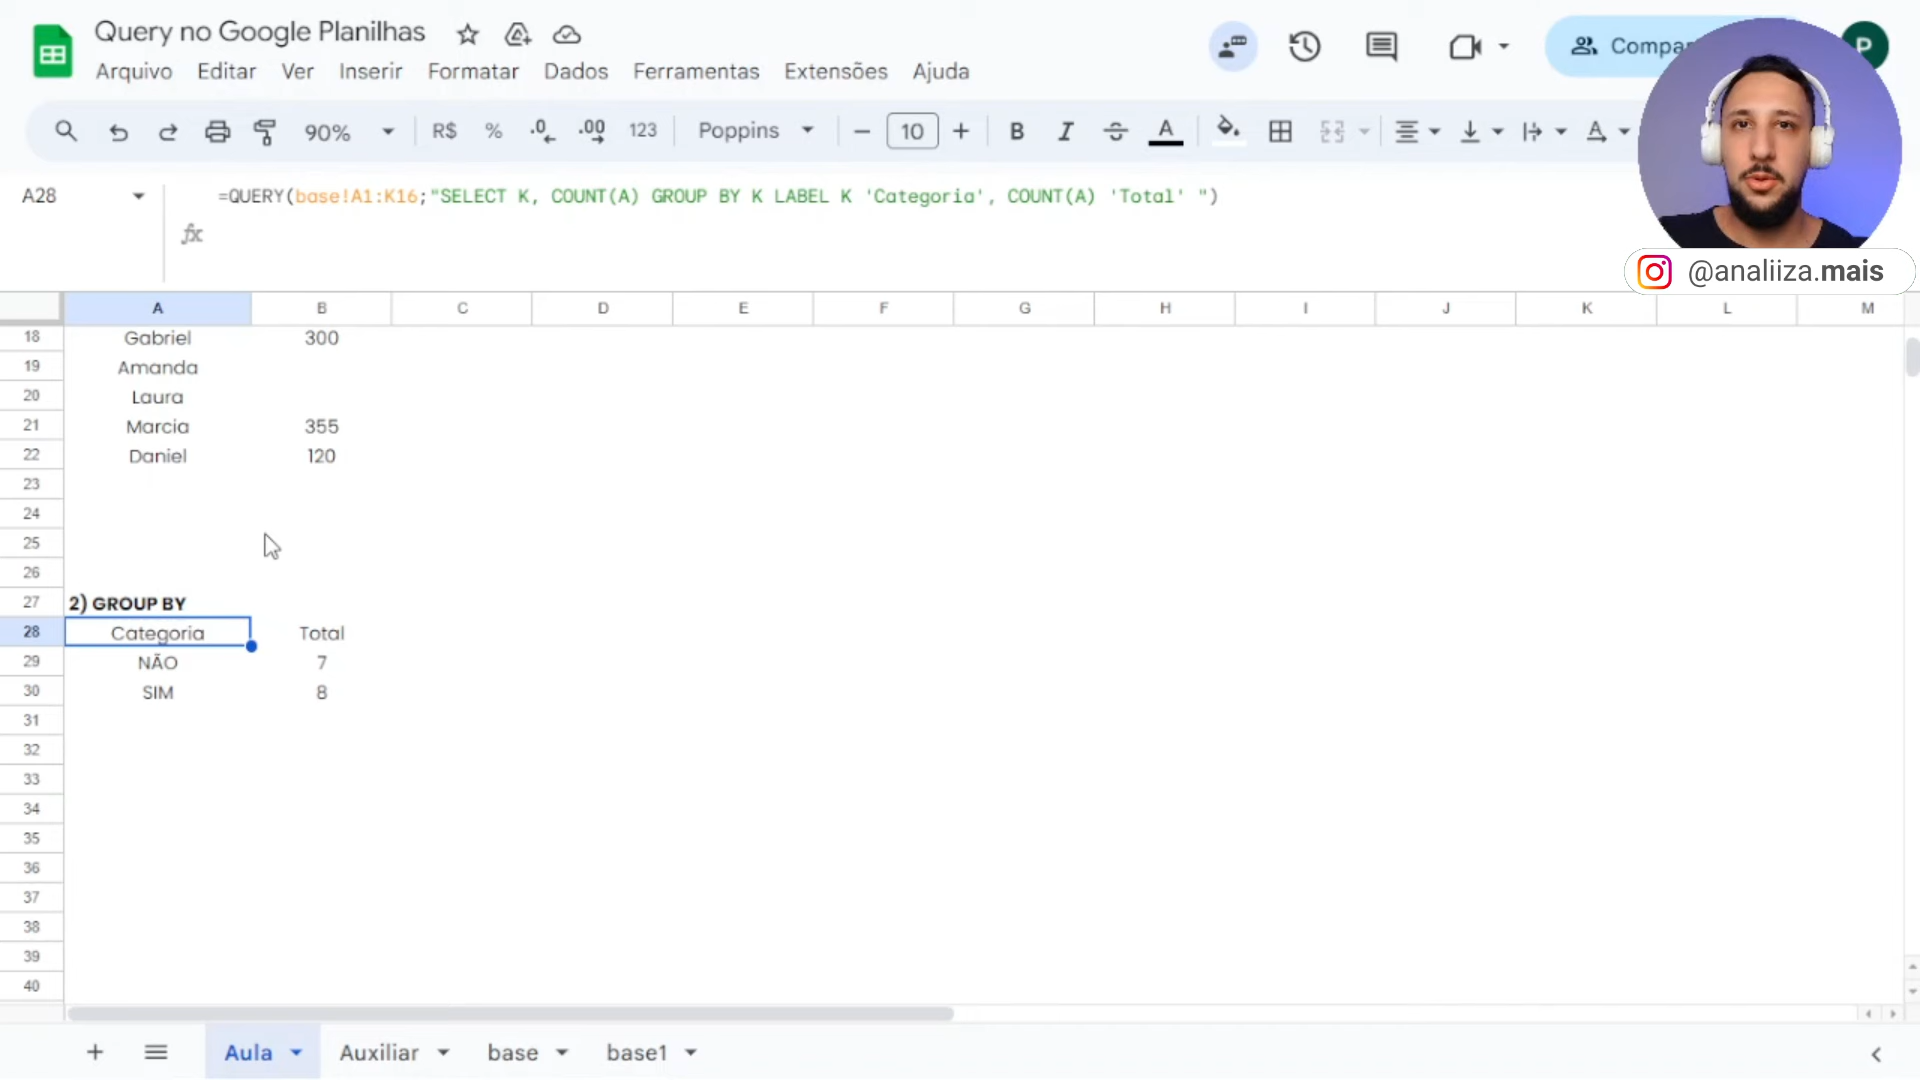 Query no Google Planilhas
Arquivo Editar Ver Inserir Formatar Dados Ferramentas Extensões Ajuda
P
90% R$ % .0 .00 123 Poppins 10 B I A A
A28
=QUERY(base!A1:K16;"SELECT K, COUNT(A) GROUP BY K LABEL K 'Categoria', COUNT(A) 'Total' ")
fx
@analiiza.mais
A B C D E F G H I J K L M
18 Gabriel 300
19 Amanda
20 Laura
21 Marcia 355
22 Daniel 120
23
24
25
26
27 2) GROUP BY
28 Categoria Total
29 NÃO 7
30 SIM 8
31
32
33
34
35
36
37
38
39
40
Aula Auxiliar base base1